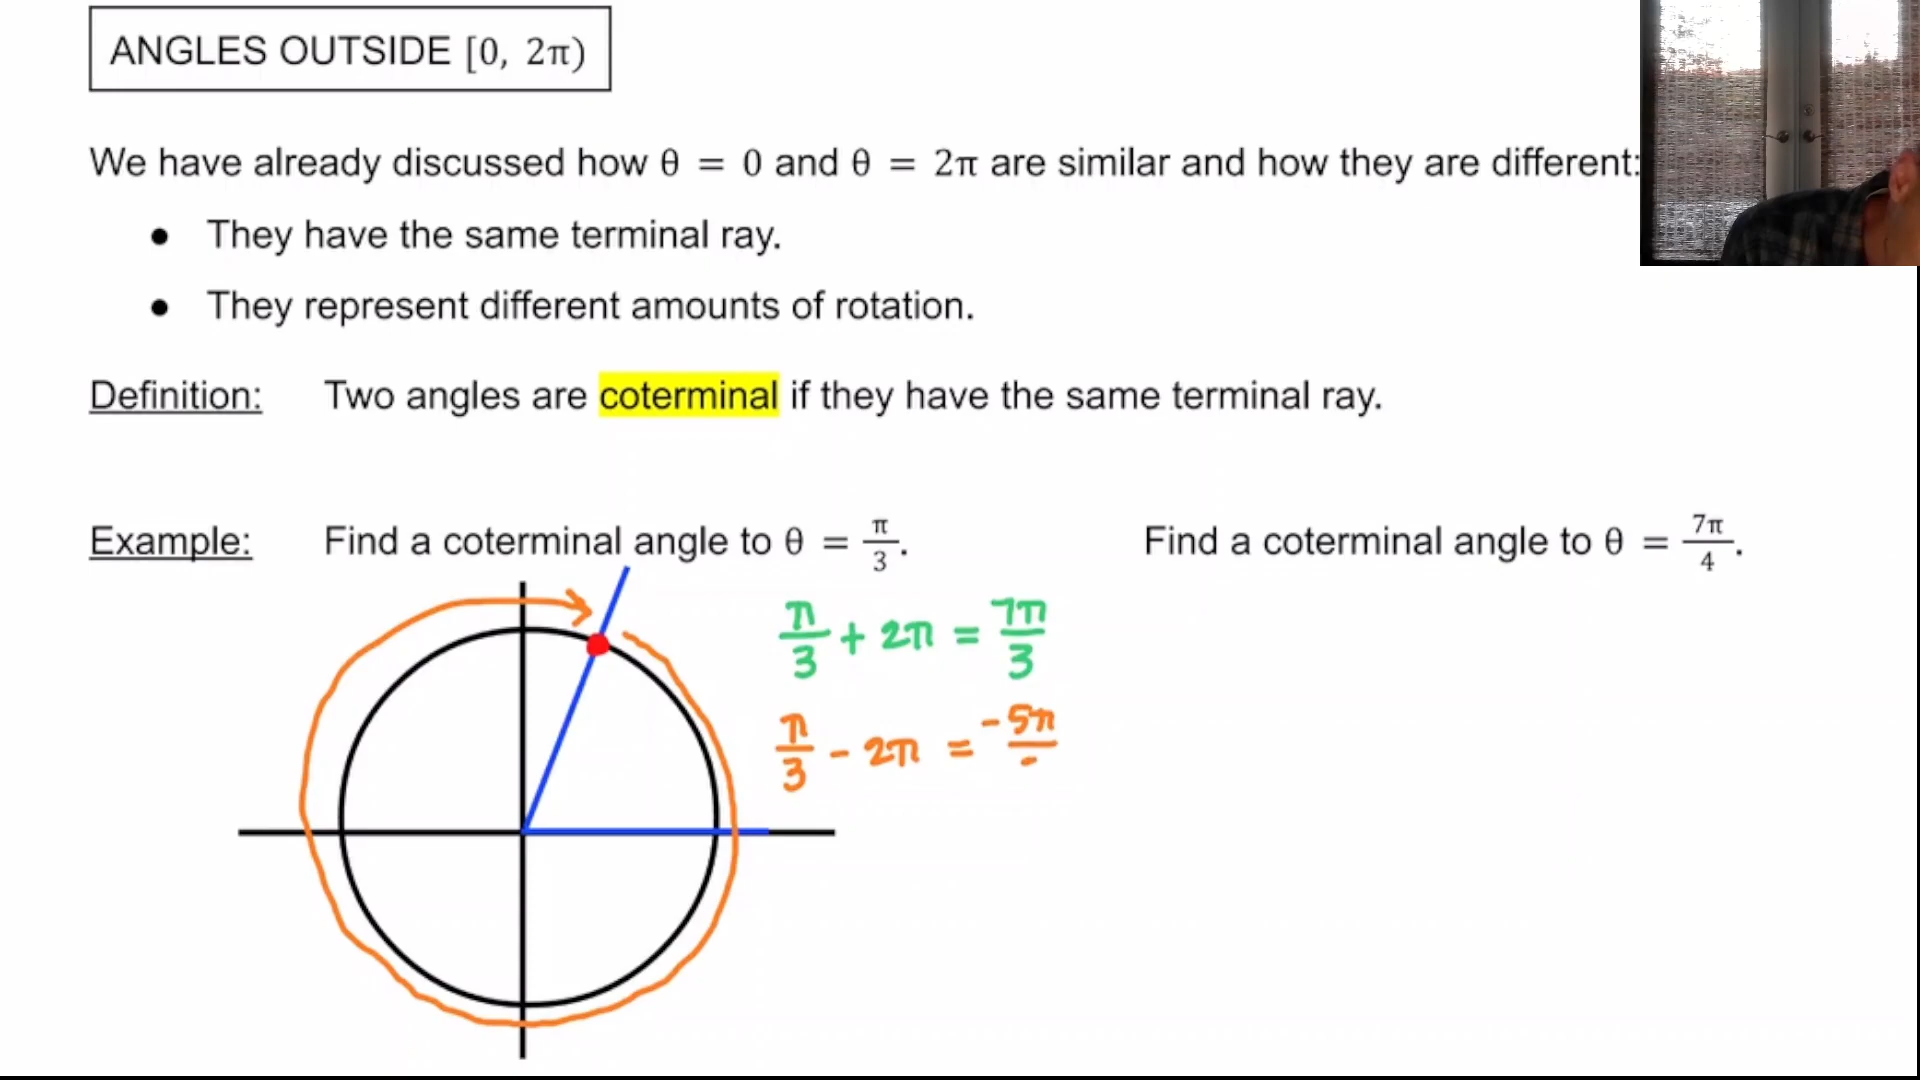 ANGLES OUTSIDE [0, 2π)
We have already discussed how θ = 0 and θ = 2π are similar and how they are different:
● They have the same terminal ray.
● They represent different amounts of rotation.
Definition: Two angles are coterminal if they have the same terminal ray.
Example: Find a coterminal angle to θ = π/3. Find a coterminal angle to θ = 7π/4.
π/3 + 2π = 7π/3
π/3 - 2π = -5π/